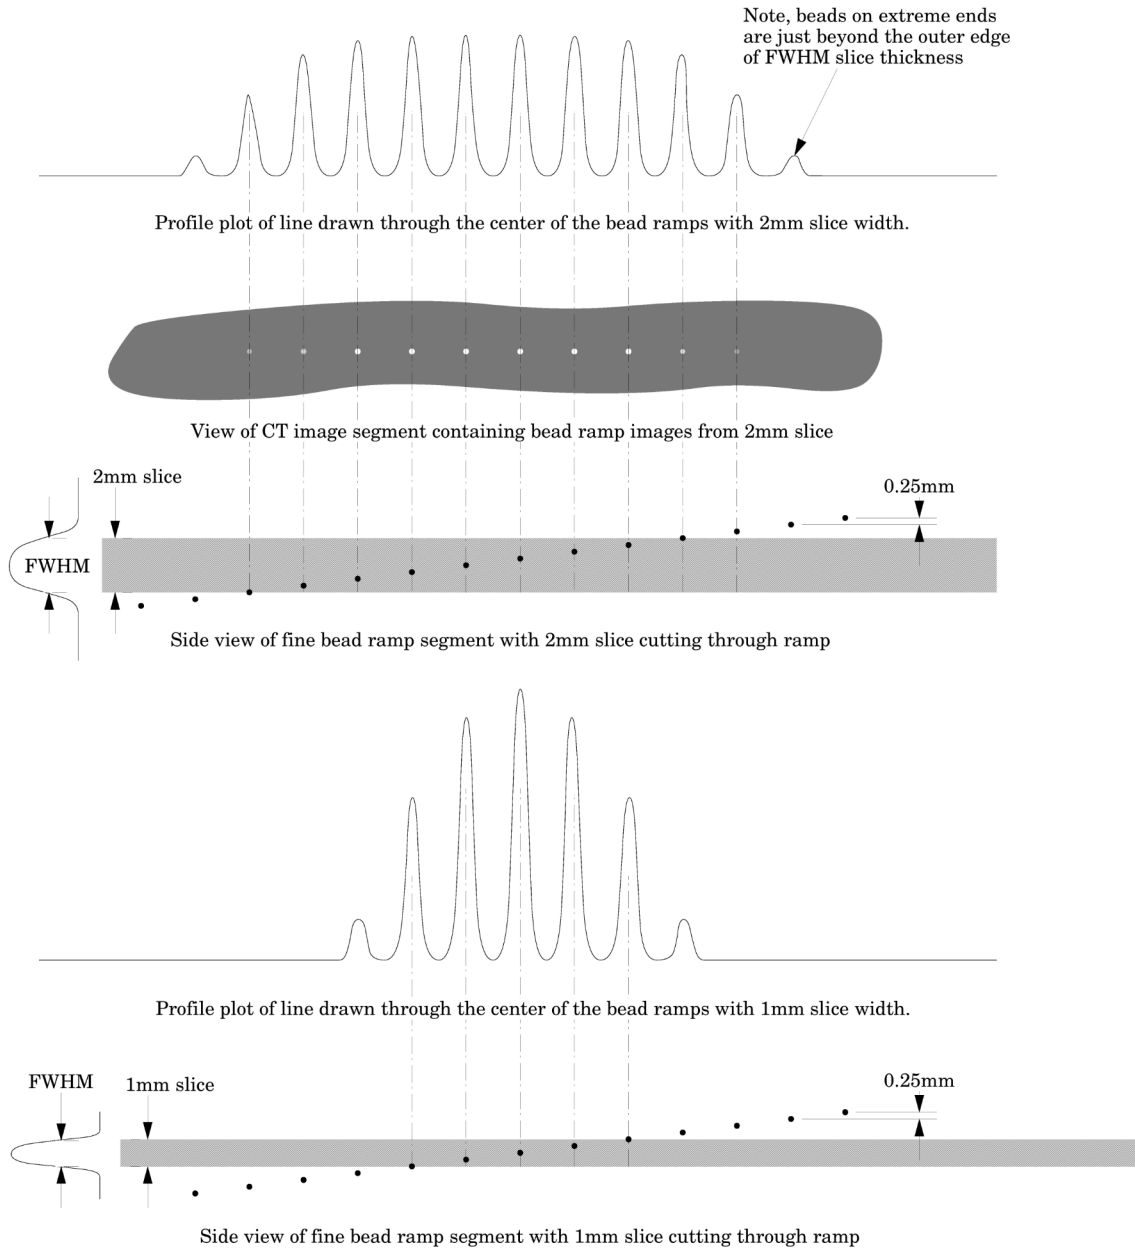 Note, beads on extreme ends
are just beyond the outer edge
of FWHM slice thickness
Profile plot of line drawn through the center of the bead ramps with 2mm slice width.
View of CT image segment containing bead ramp images from 2mm slice
2mm slice
0.25mm
FWHM
Side view of fine bead ramp segment with 2mm slice cutting through ramp
Profile plot of line drawn through the center of the bead ramps with 1mm slice width.
FWHM
1mm slice
0.25mm
Side view of fine bead ramp segment with 1mm slice cutting through ramp